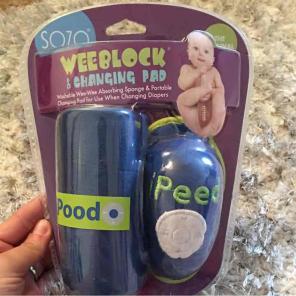 SOZO
WEEBLOCK
& CHANGING PAD
Washable Wee-Wee Absorbing Sponge & Portable
Changing Pad for Use When Changing Diapers
Pood
iPeed